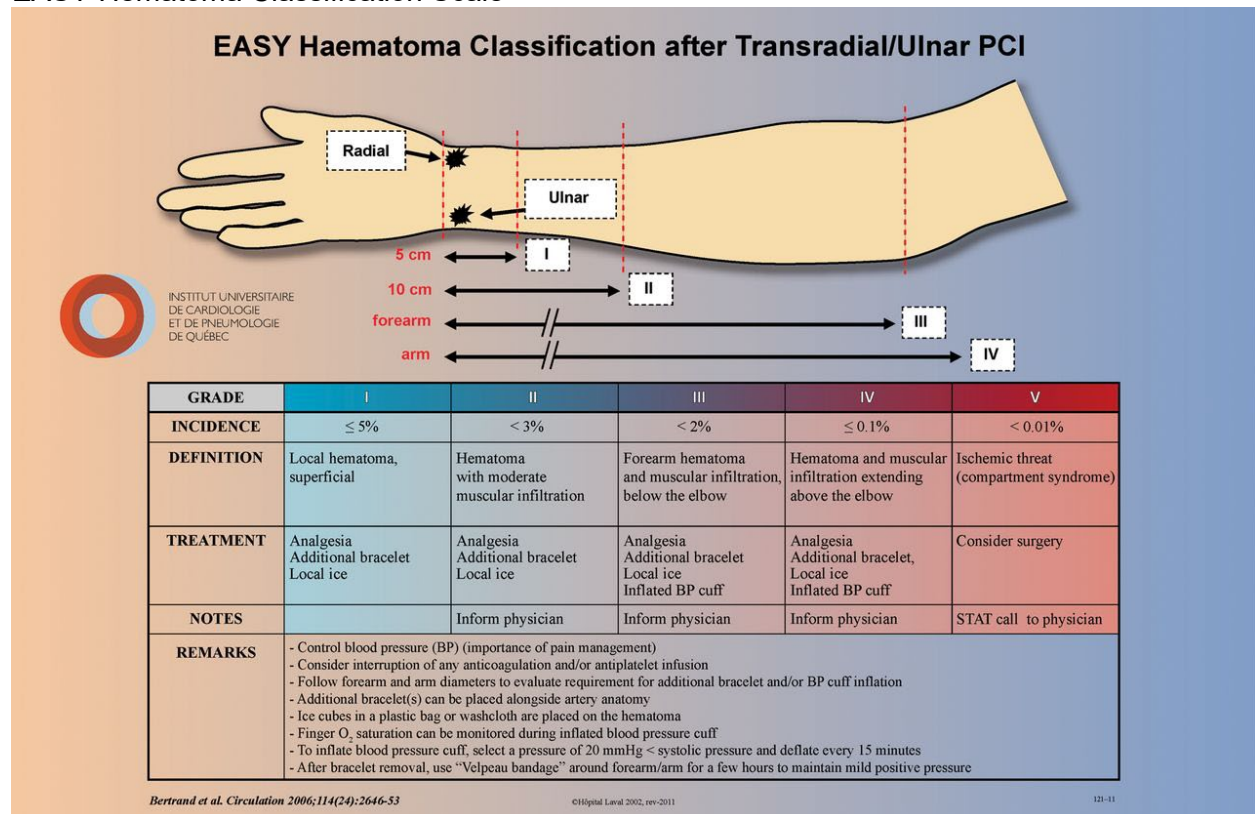 EASY Hematoma Classification Scale
EASY Haematoma Classification after Transradial/Ulnar PCI
Radial
Ulnar
5 cm
I
10 cm
II
forearm
III
arm
IV
INSTITUT UNIVERSITAIRE
DE CARDIOLOGIE
ET DE PNEUMOLOGIE
DE QUÉBEC
GRADE I II III IV V
INCIDENCE ≤ 5% < 3% < 2% ≤ 0.1% < 0.01%
DEFINITION Local hematoma, Hematoma Forearm hematoma Hematoma and muscular Ischemic threat
superficial with moderate and muscular infiltration, infiltration extending (compartment syndrome)
muscular infiltration below the elbow above the elbow
TREATMENT Analgesia Analgesia Analgesia Analgesia Consider surgery
Additional bracelet Additional bracelet Additional bracelet Additional bracelet,
Local ice Local ice Local ice Local ice
Inflated BP cuff Inflated BP cuff
NOTES Inform physician Inform physician Inform physician STAT call to physician
REMARKS - Control blood pressure (BP) (importance of pain management)
- Consider interruption of any anticoagulation and/or antiplatelet infusion
- Follow forearm and arm diameters to evaluate requirement for additional bracelet and/or BP cuff inflation
- Additional bracelet(s) can be placed alongside artery anatomy
- Ice cubes in a plastic bag or washcloth are placed on the hematoma
- Finger O2 saturation can be monitored during inflated blood pressure cuff
- To inflate blood pressure cuff, select a pressure of 20 mmHg < systolic pressure and deflate every 15 minutes
- After bracelet removal, use “Velpeau bandage” around forearm/arm for a few hours to maintain mild positive pressure
Bertrand et al. Circulation 2006;114(24):2646-53
©Hôpital Laval 2002, rev-2011
121-11